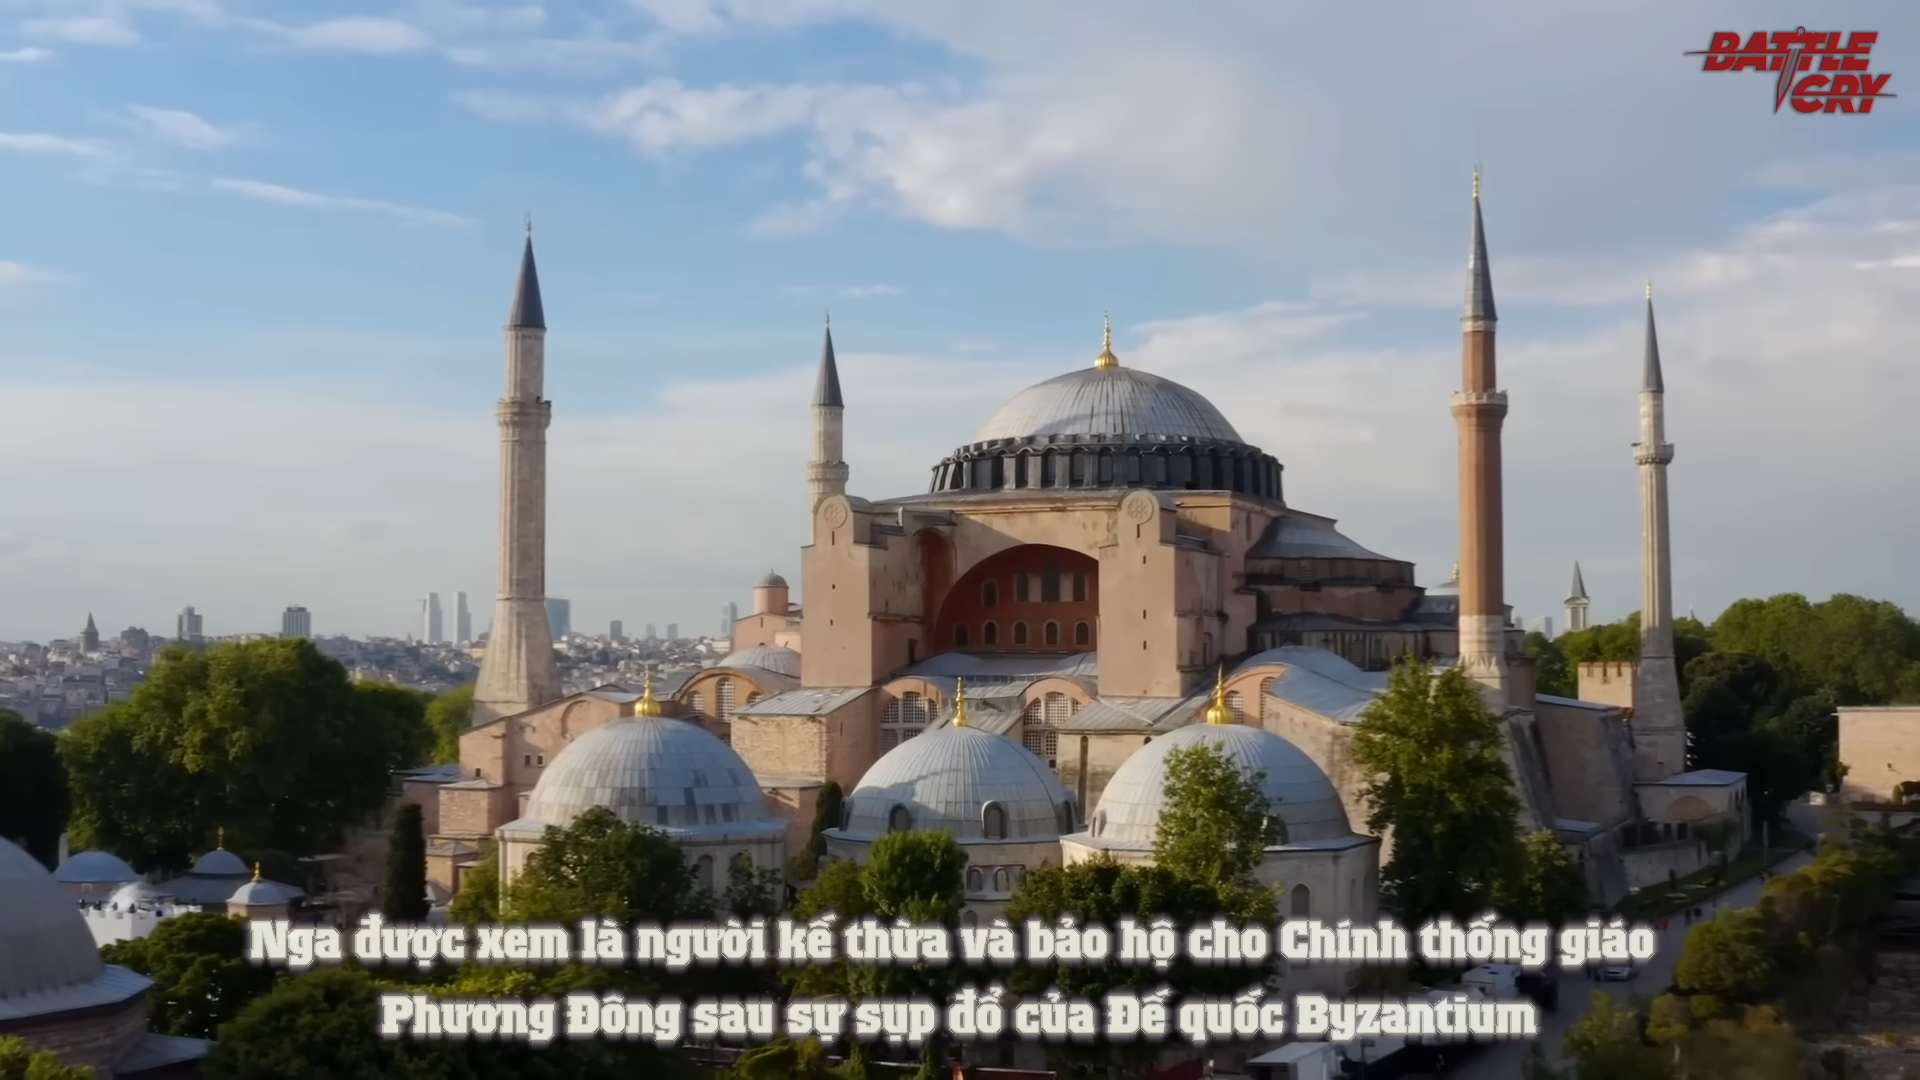 BATTLE
CRY
Nga được xem là người kế thừa và bảo hộ cho Chính thống giáo
Phương Đông sau sự sụp đổ của Đế quốc Byzantium